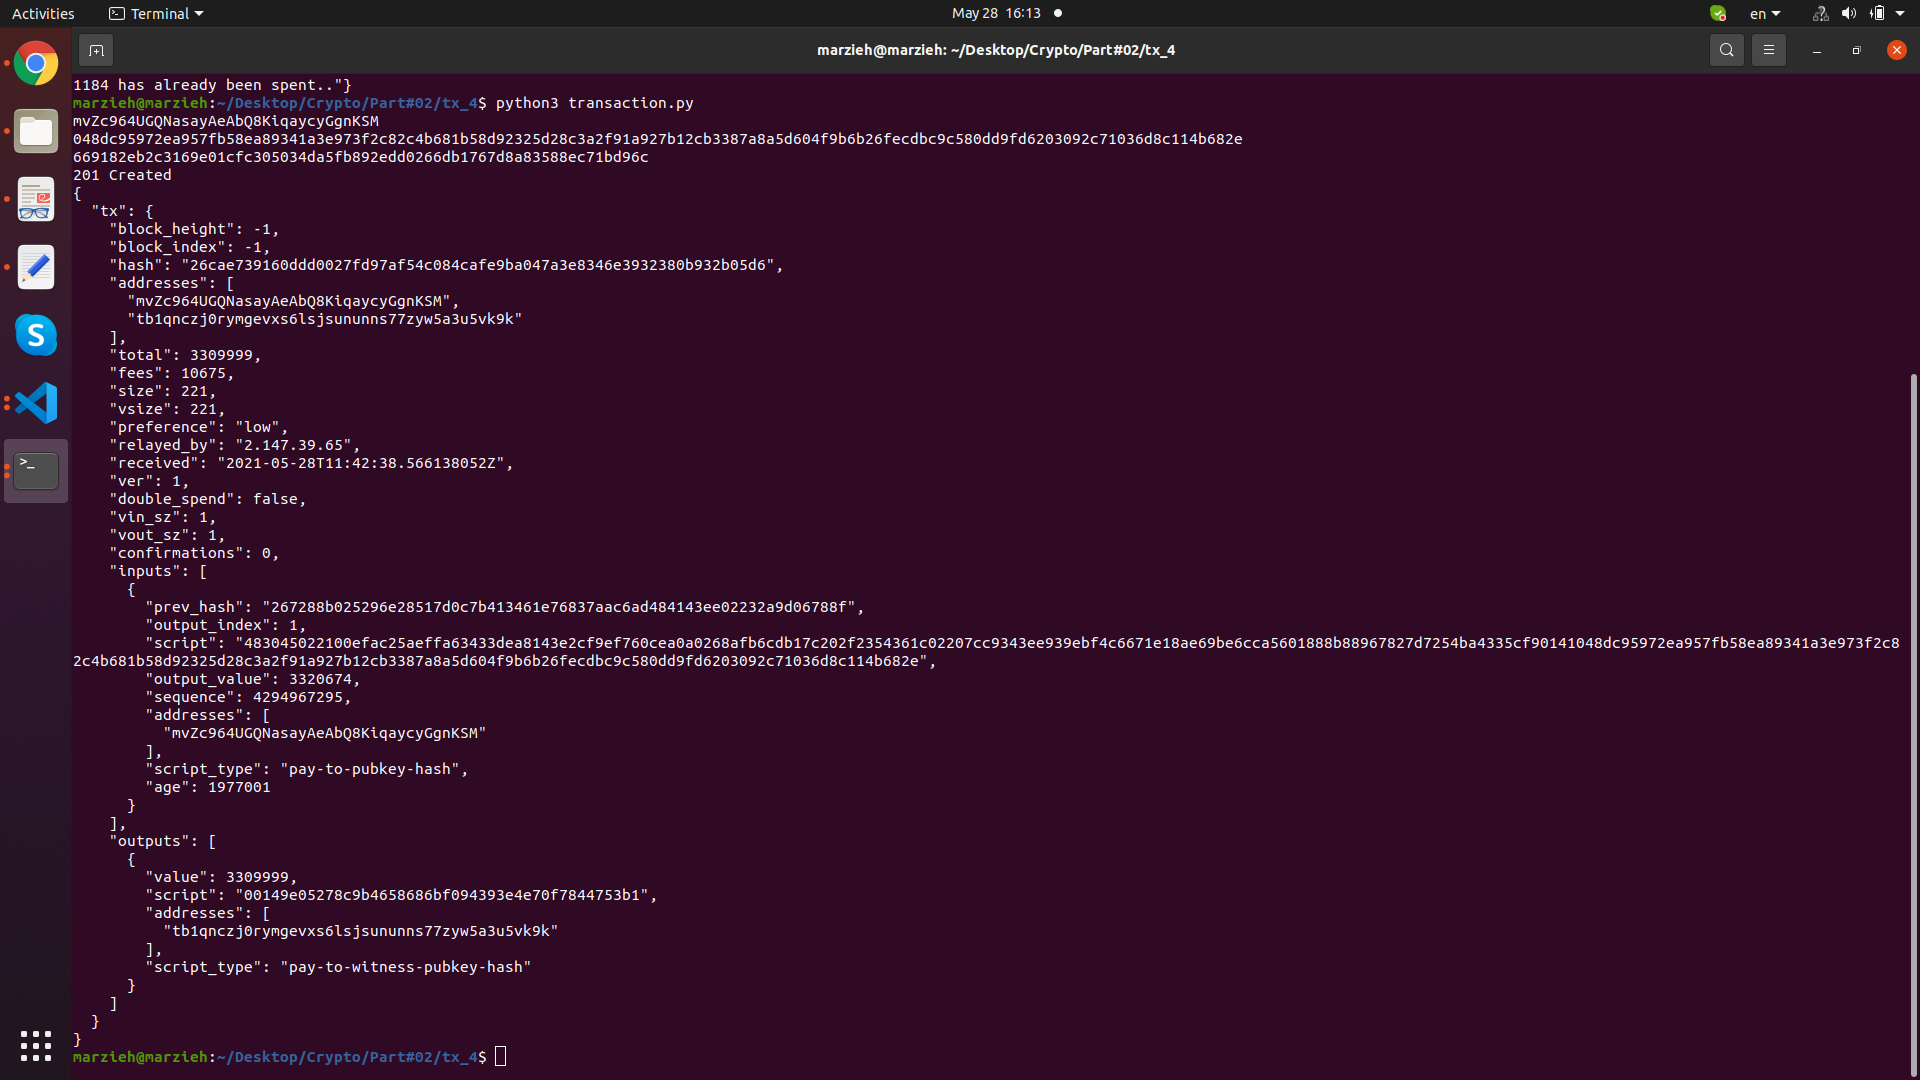 Activities
Terminal
May 28 16:13
en
marzieh@marzieh: ~/Desktop/Crypto/Part#02/tx_4
1184 has already been spent.."}
marzieh@marzieh:~/Desktop/Crypto/Part#02/tx_4$ python3 transaction.py
mvZc964UGQNasayAeAbQ8KiqaycyGgnKSM
048dc95972ea957fb58ea89341a3e973f2c82c4b681b58d92325d28c3a2f91a927b12cb3387a8a5d604f9b6b26fecdbc9c580dd9fd6203092c71036d8c114b682e
669182eb2c3169e01cfc305034da5fb892edd0266db1767d8a83588ec71bd96c
201 Created
{
"tx": {
"block_height": -1,
"block_index": -1,
"hash": "26cae739160ddd0027fd97af54c084cafe9ba047a3e8346e3932380b932b05d6",
"addresses": [
"mvZc964UGQNasayAeAbQ8KiqaycyGgnKSM",
"tb1qnczj0rymgevxs6lsjsununns77zyw5a3u5vk9k"
],
"total": 3309999,
"fees": 10675,
"size": 221,
"vsize": 221,
"preference": "low",
"relayed_by": "2.147.39.65",
"received": "2021-05-28T11:42:38.566138052Z",
"ver": 1,
"double_spend": false,
"vin_sz": 1,
"vout_sz": 1,
"confirmations": 0,
"inputs": [
{
"prev_hash": "267288b025296e28517d0c7b413461e76837aac6ad484143ee02232a9d06788f",
"output_index": 1,
"script": "483045022100efac25aeffa63433dea8143e2cf9ef760cea0a0268afb6cdb17c202f2354361c02207cc9343ee939ebf4c6671e18ae69be6cca5601888b88967827d7254ba4335cf90141048dc95972ea957fb58ea89341a3e973f2c8
2c4b681b58d92325d28c3a2f91a927b12cb3387a8a5d604f9b6b26fecdbc9c580dd9fd6203092c71036d8c114b682e",
"output_value": 3320674,
"sequence": 4294967295,
"addresses": [
"mvZc964UGQNasayAeAbQ8KiqaycyGgnKSM"
],
"script_type": "pay-to-pubkey-hash",
"age": 1977001
}
],
"outputs": [
{
"value": 3309999,
"script": "00149e05278c9b4658686bf094393e4e70f7844753b1",
"addresses": [
"tb1qnczj0rymgevxs6lsjsununns77zyw5a3u5vk9k"
],
"script_type": "pay-to-witness-pubkey-hash"
}
]
}
}
marzieh@marzieh:~/Desktop/Crypto/Part#02/tx_4$